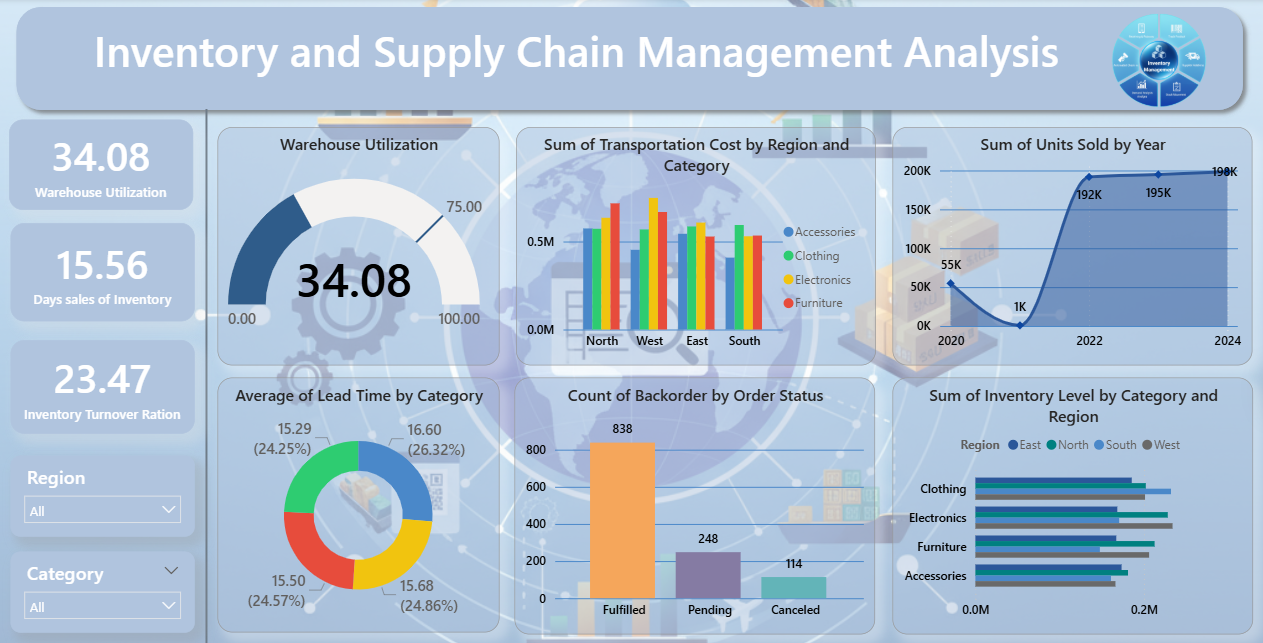 Inventory and Supply Chain Management Analysis
Inventory
Management
34.08
Warehouse Utilization
15.56
Days sales of Inventory
23.47
Inventory Turnover Ration
Region
All
Category
All
Warehouse Utilization
75.00
34.08
0.00
100.00
Sum of Transportation Cost by Region and
Category
0.5M
0.0M
North
West
East
South
Accessories
Clothing
Electronics
Furniture
Sum of Units Sold by Year
200K
150K
100K
50K
0K
55K
1K
192K
195K
198K
2020
2022
2024
Average of Lead Time by Category
15.29
(24.25%)
16.60
(26.32%)
15.50
(24.57%)
15.68
(24.86%)
Count of Backorder by Order Status
800
600
400
200
0
838
248
114
Fulfilled
Pending
Canceled
Sum of Inventory Level by Category and
Region
Region East North South West
Clothing
Electronics
Furniture
Accessories
0.0M
0.2M